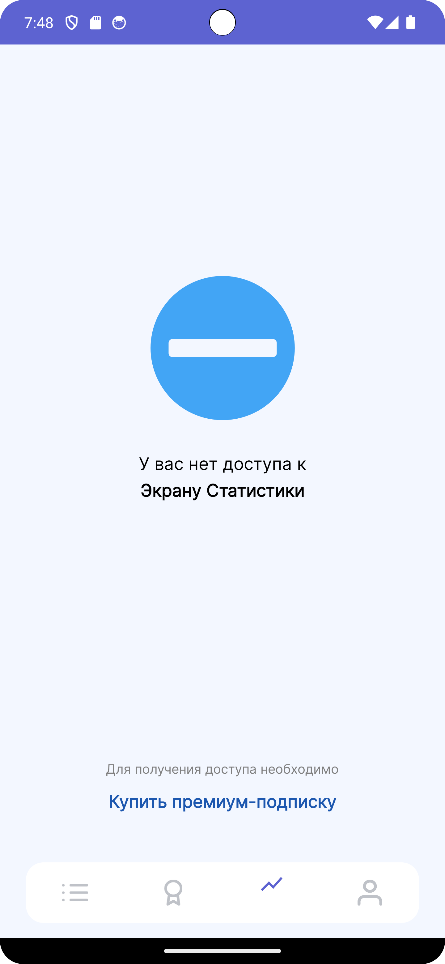 7:48
У вас нет доступа к
Экрану Статистики
Для получения доступа необходимо
Купить премиум-подписку